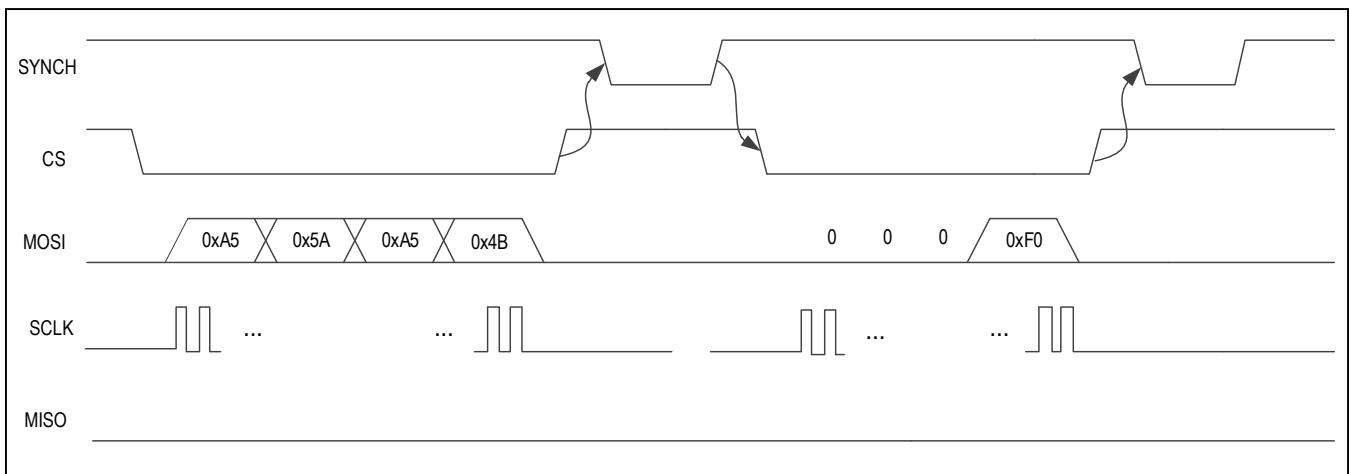 SYNCH
CS
MOSI 0xA5 0x5A 0xA5 0x4B 0 0 0 0xF0
SCLK ... ... ... ...
MISO